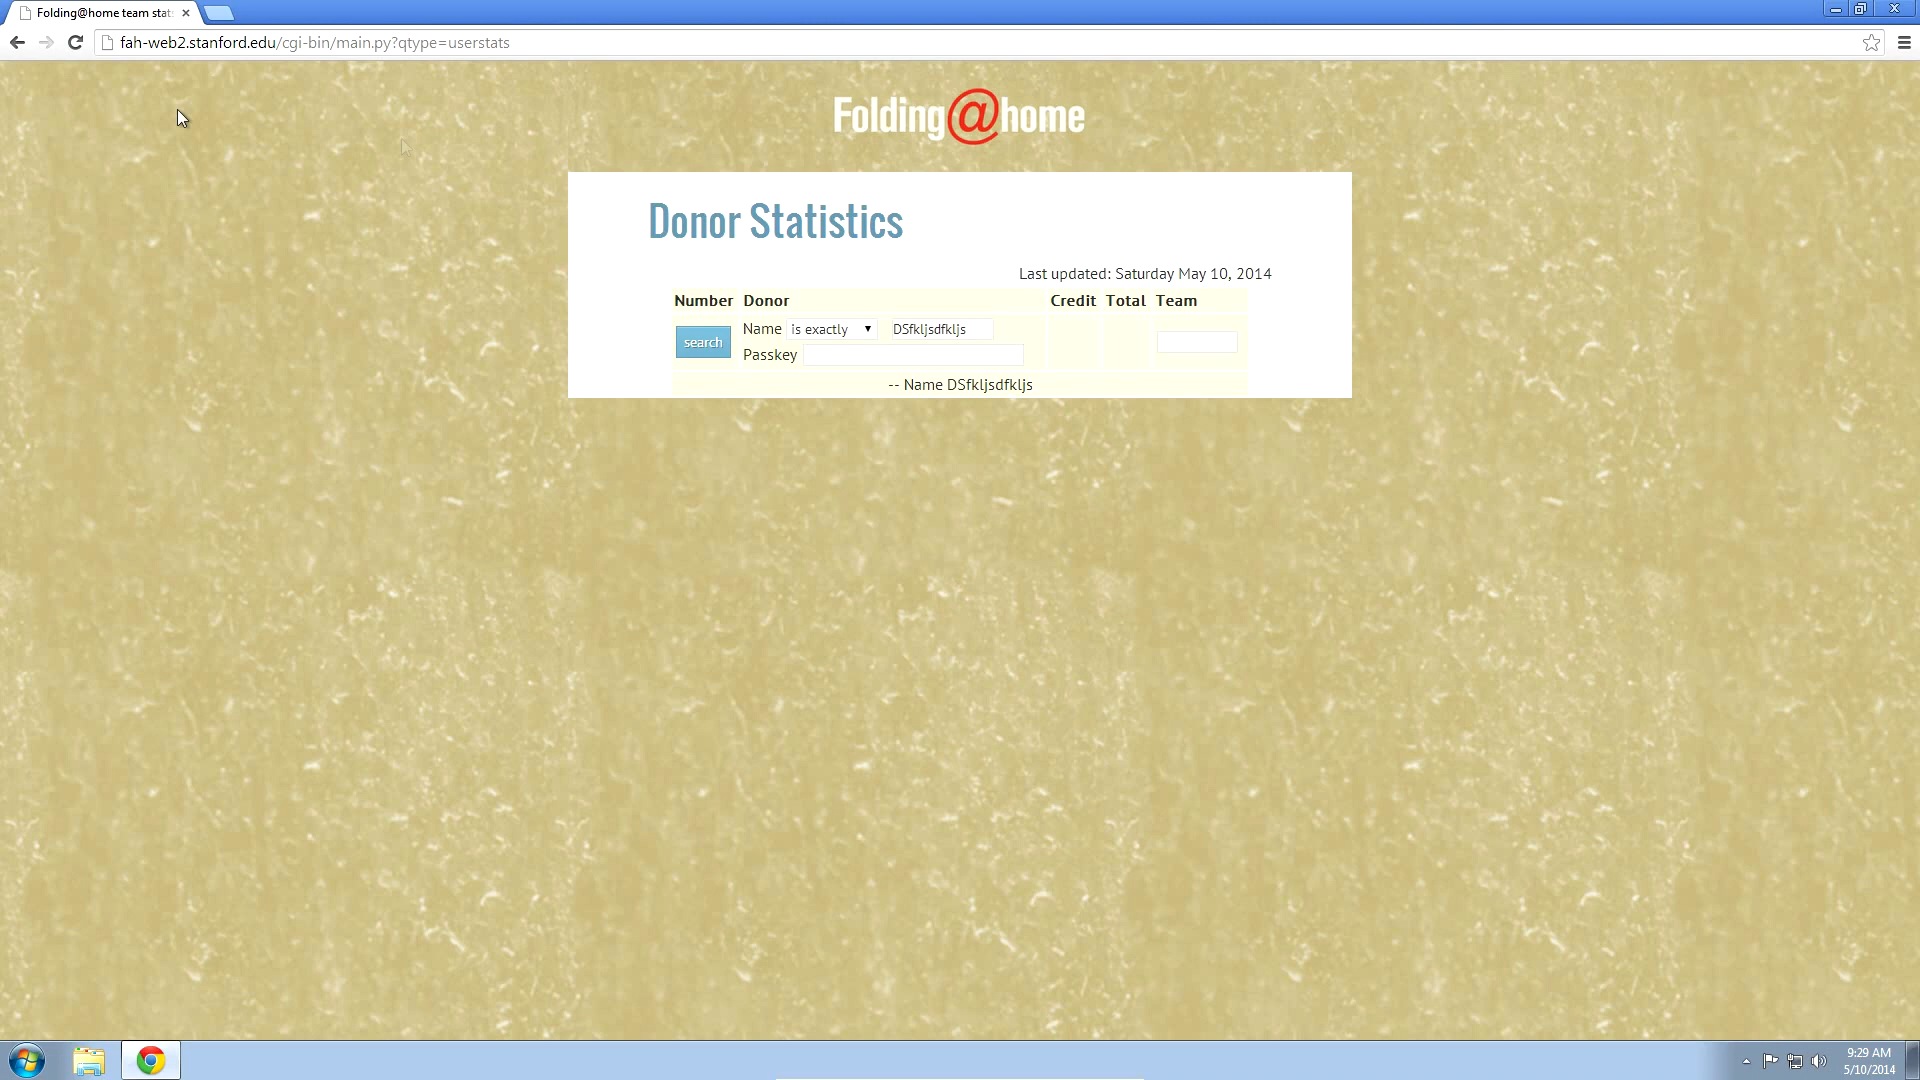 Folding@home team stat
fah-web2.stanford.edu/cgi-bin/main.py?qtype=userstats
Folding@home
Donor Statistics
Last updated: Saturday May 10, 2014
Number Donor Credit Total Team
search
Name is exactly DSfkljsdfkljs
Passkey
-- Name DSfkljsdfkljs
9:29 AM
5/10/2014